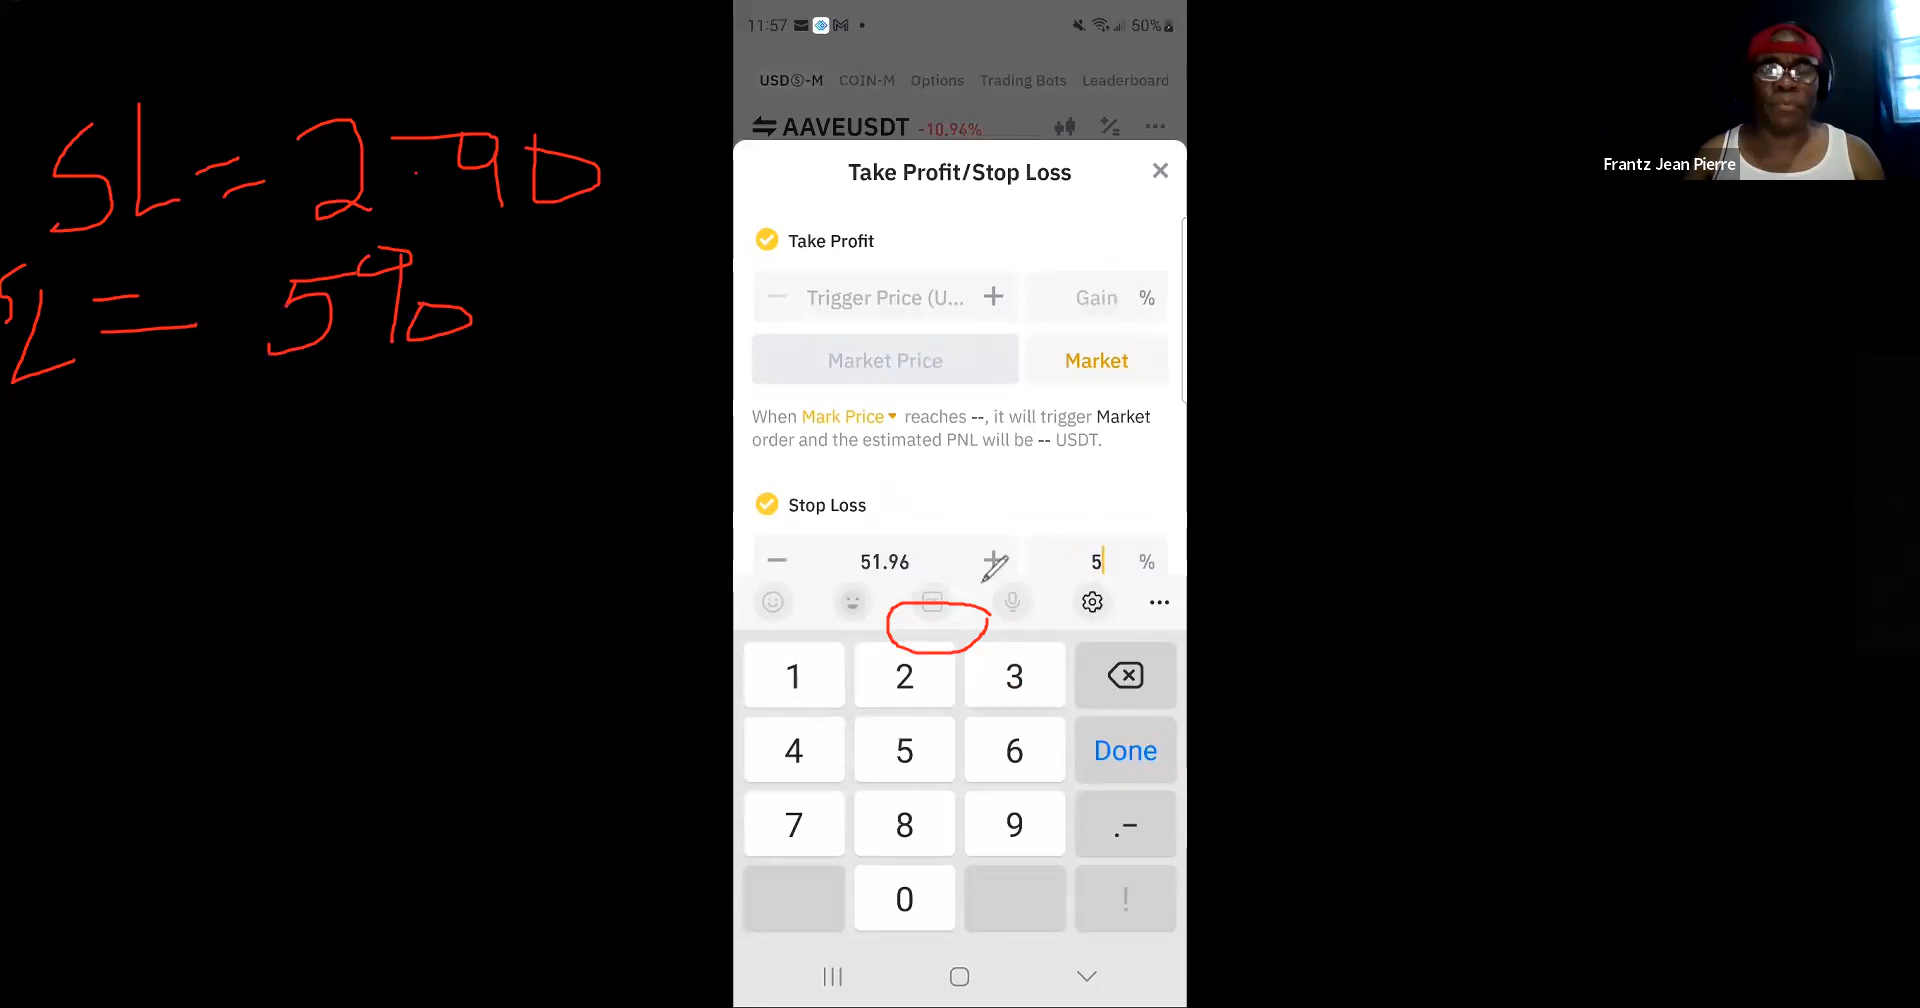 SL = 2.90
SL = 5%
11:57
50%
USDⓈ-M COIN-M Options Trading Bots Leaderboard
AAVEUSDT -10.94%
Take Profit/Stop Loss
Take Profit
Trigger Price (U... Gain %
Market Price Market
When Mark Price reaches --, it will trigger Market
order and the estimated PNL will be -- USDT.
Stop Loss
51.96 5 %
1 2 3
4 5 6 Done
7 8 9 .-
0 !
Frantz Jean Pierre